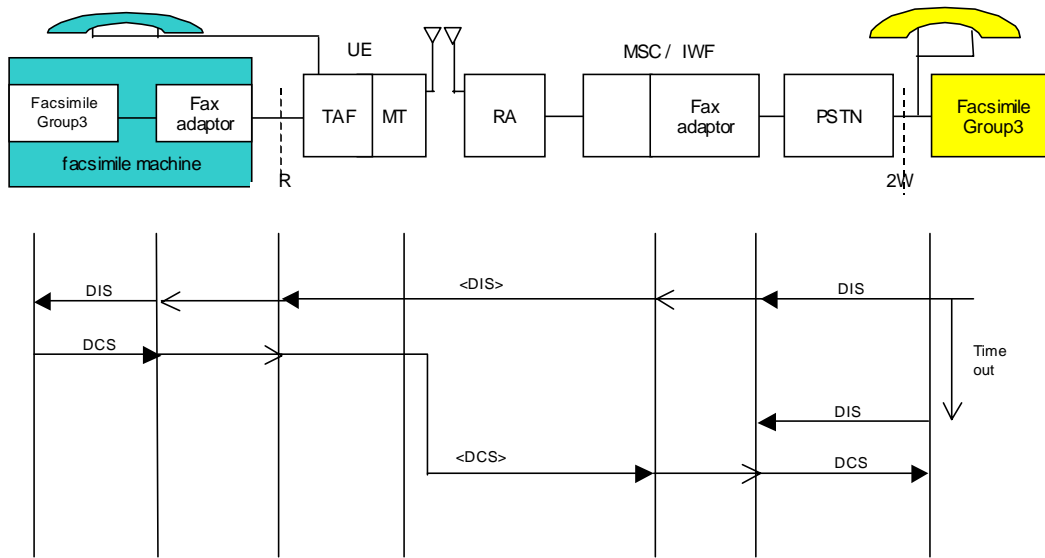 UE
MSC / IWF
Facsimile
Group3
Fax
adaptor
facsimile machine
R
TAF
MT
RA
Fax
adaptor
PSTN
2W
Facsimile
Group3
DIS
<DIS>
DIS
DCS
Time
out
DIS
<DCS>
DCS